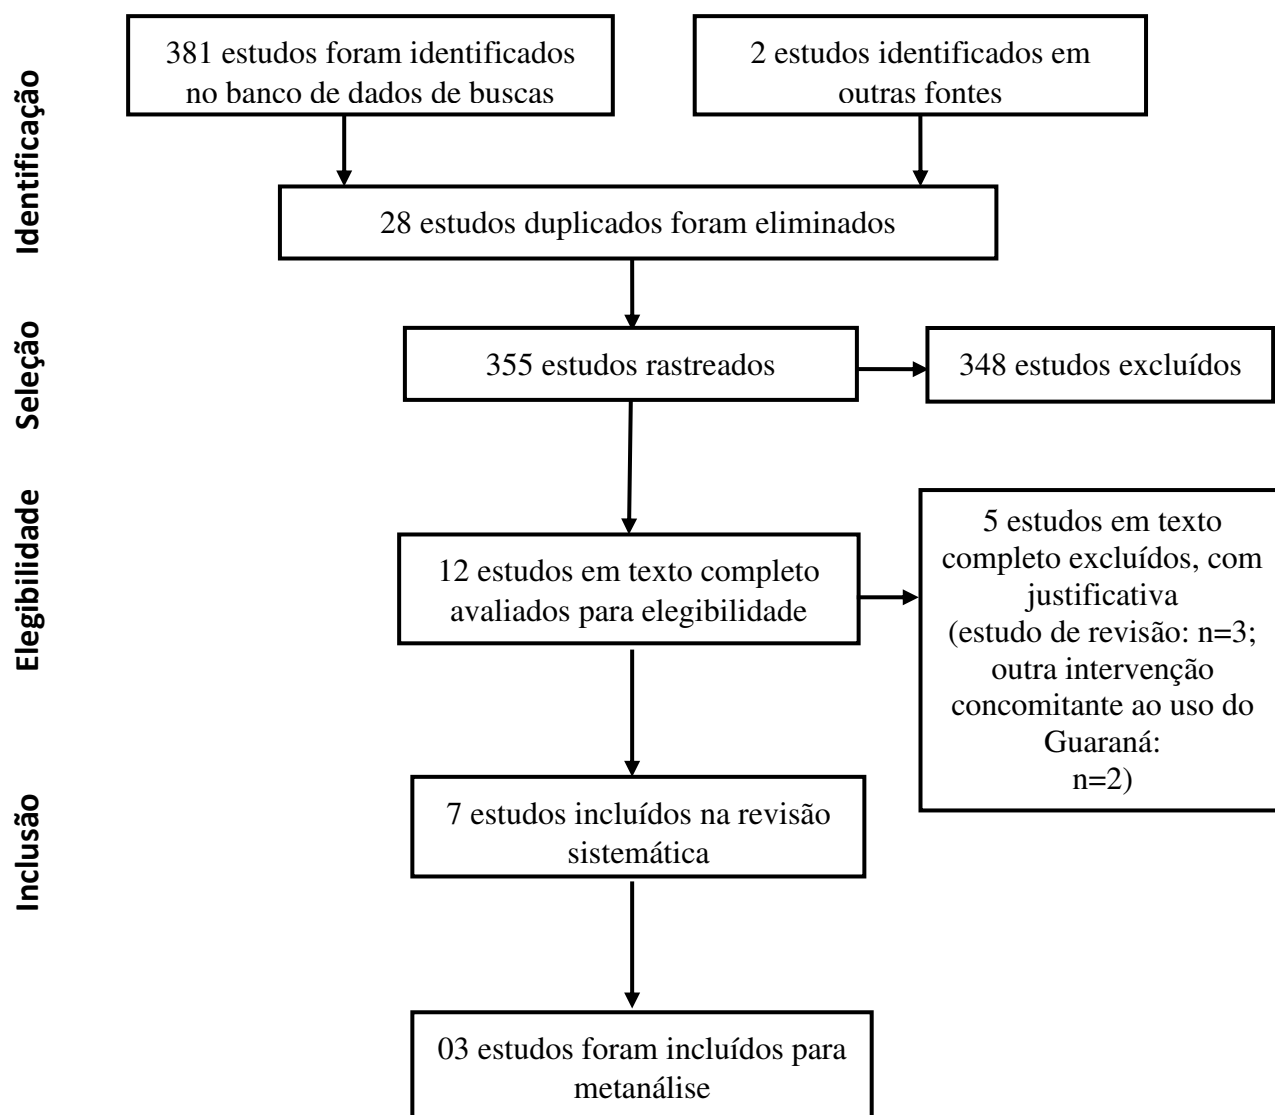 Identificação
381 estudos foram identificados
no banco de dados de buscas
2 estudos identificados em
outras fontes
28 estudos duplicados foram eliminados
Seleção
355 estudos rastreados
348 estudos excluídos
Elegibilidade
12 estudos em texto completo
avaliados para elegibilidade
5 estudos em texto
completo excluídos, com
justificativa
(estudo de revisão: n=3;
outra intervenção
concomitante ao uso do
Guaraná:
n=2)
Inclusão
7 estudos incluídos na revisão
sistemática
03 estudos foram incluídos para
metanálise